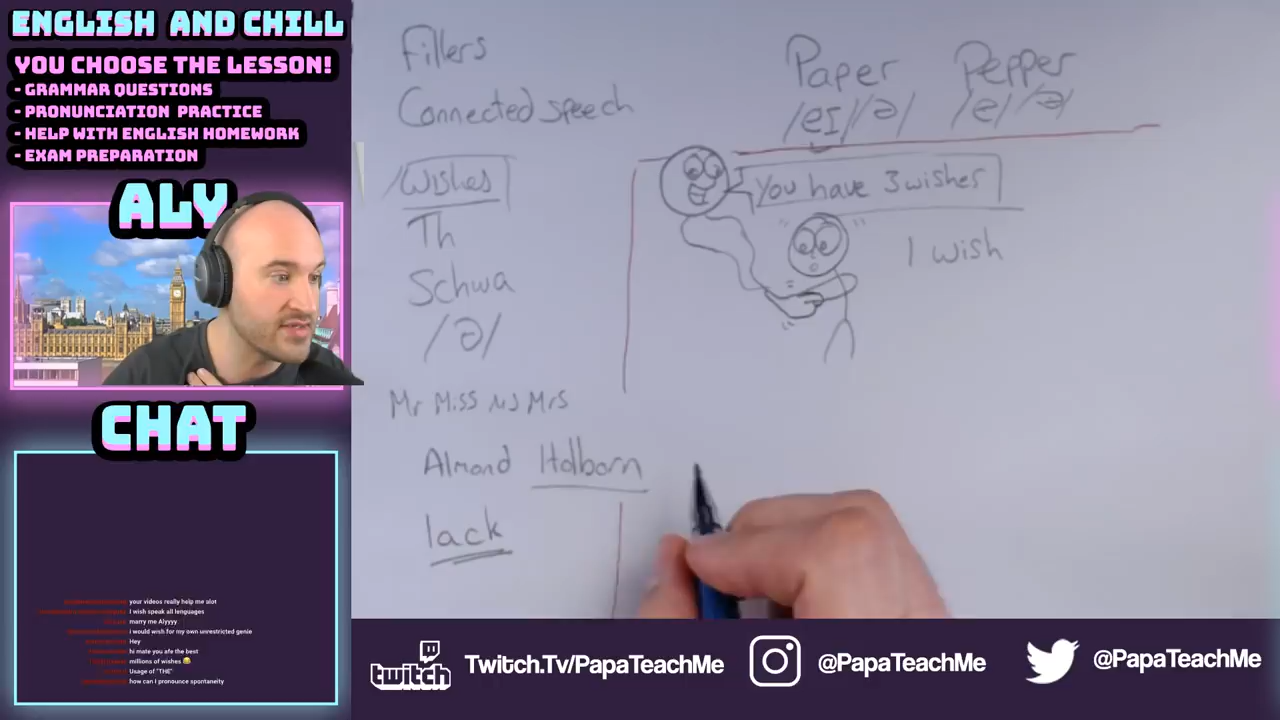 ENGLISH AND CHILL
YOU CHOOSE THE LESSON!
- GRAMMAR QUESTIONS
- PRONUNCIATION PRACTICE
- HELP WITH ENGLISH HOMEWORK
- EXAM PREPARATION
ALY
CHAT
your videos really help me alot
I wish speak all lenguages
marry me Alyyyy
i would wish for my own unrestricted genie
Hey
hi mate you afe the best
millions of wishes 😂
Usage of "THE"
how can I pronounce spontaneity
Fillers
Connected speech
/Wishes
Th
Schwa
/ə/
Mr Miss Ms Mrs
Almond Holborn
lack
Paper Pepper
/eɪ/ /ə/ /e/ /ə/
You have 3 wishes
I wish
twitch
Twitch.Tv/PapaTeachMe
@PapaTeachMe
@PapaTeachMe